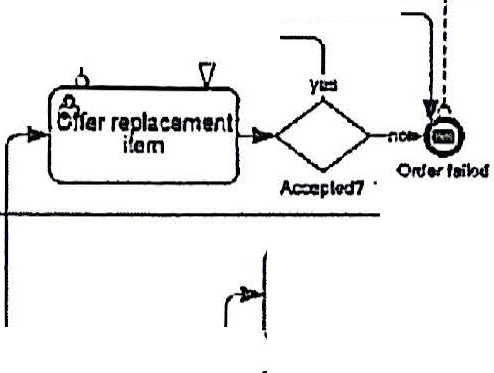 yes
Offer replacement
item
no
Accepted?
Order failed